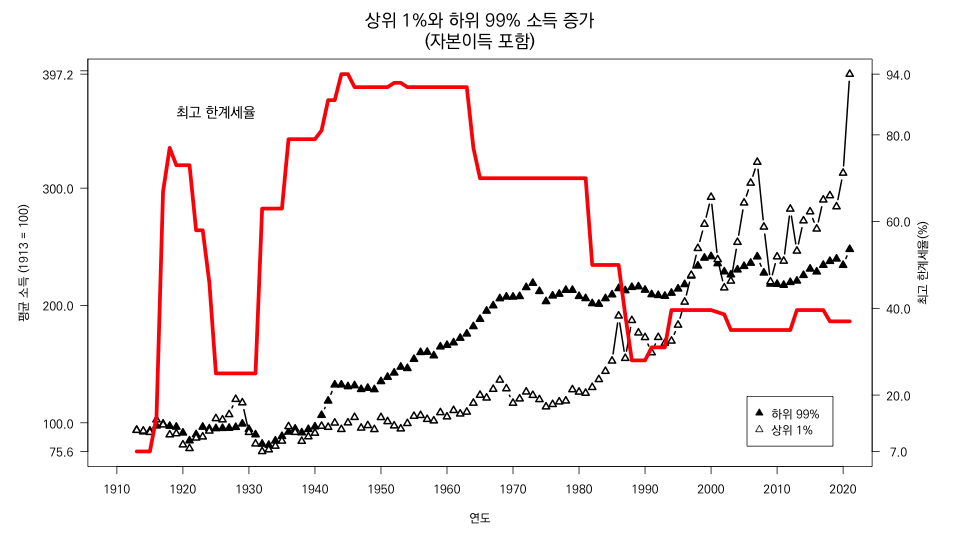 상위 1%와 하위 99% 소득 증가
(자본이득 포함)
397.2
300.0
200.0
100.0
75.6
평균 소득 (1913 = 100)
최고 한계세율
94.0
80.0
60.0
40.0
20.0
7.0
최고 한계세율(%)
하위 99%
상위 1%
1910 1920 1930 1940 1950 1960 1970 1980 1990 2000 2010 2020
연도